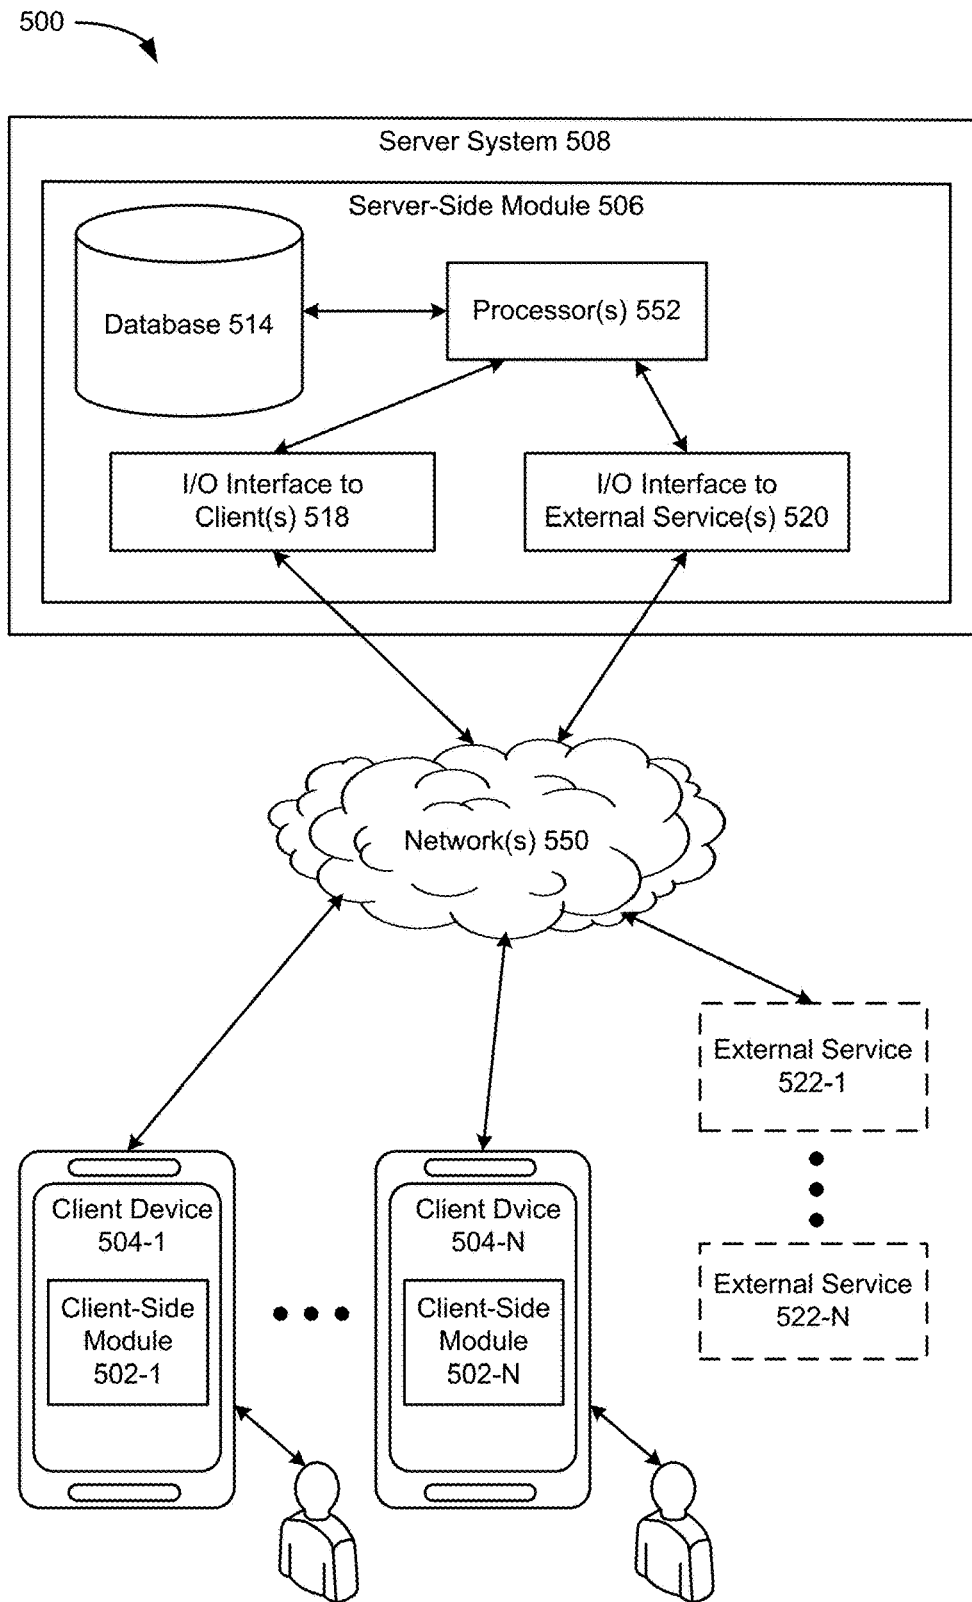 500
Server System 508
Server-Side Module 506
Database 514
Processor(s) 552
I/O Interface to
Client(s) 518
I/O Interface to
External Service(s) 520
Network(s) 550
External Service
522-1
External Service
522-N
Client Device
504-1
Client-Side
Module
502-1
Client Dvice
504-N
Client-Side
Module
502-N